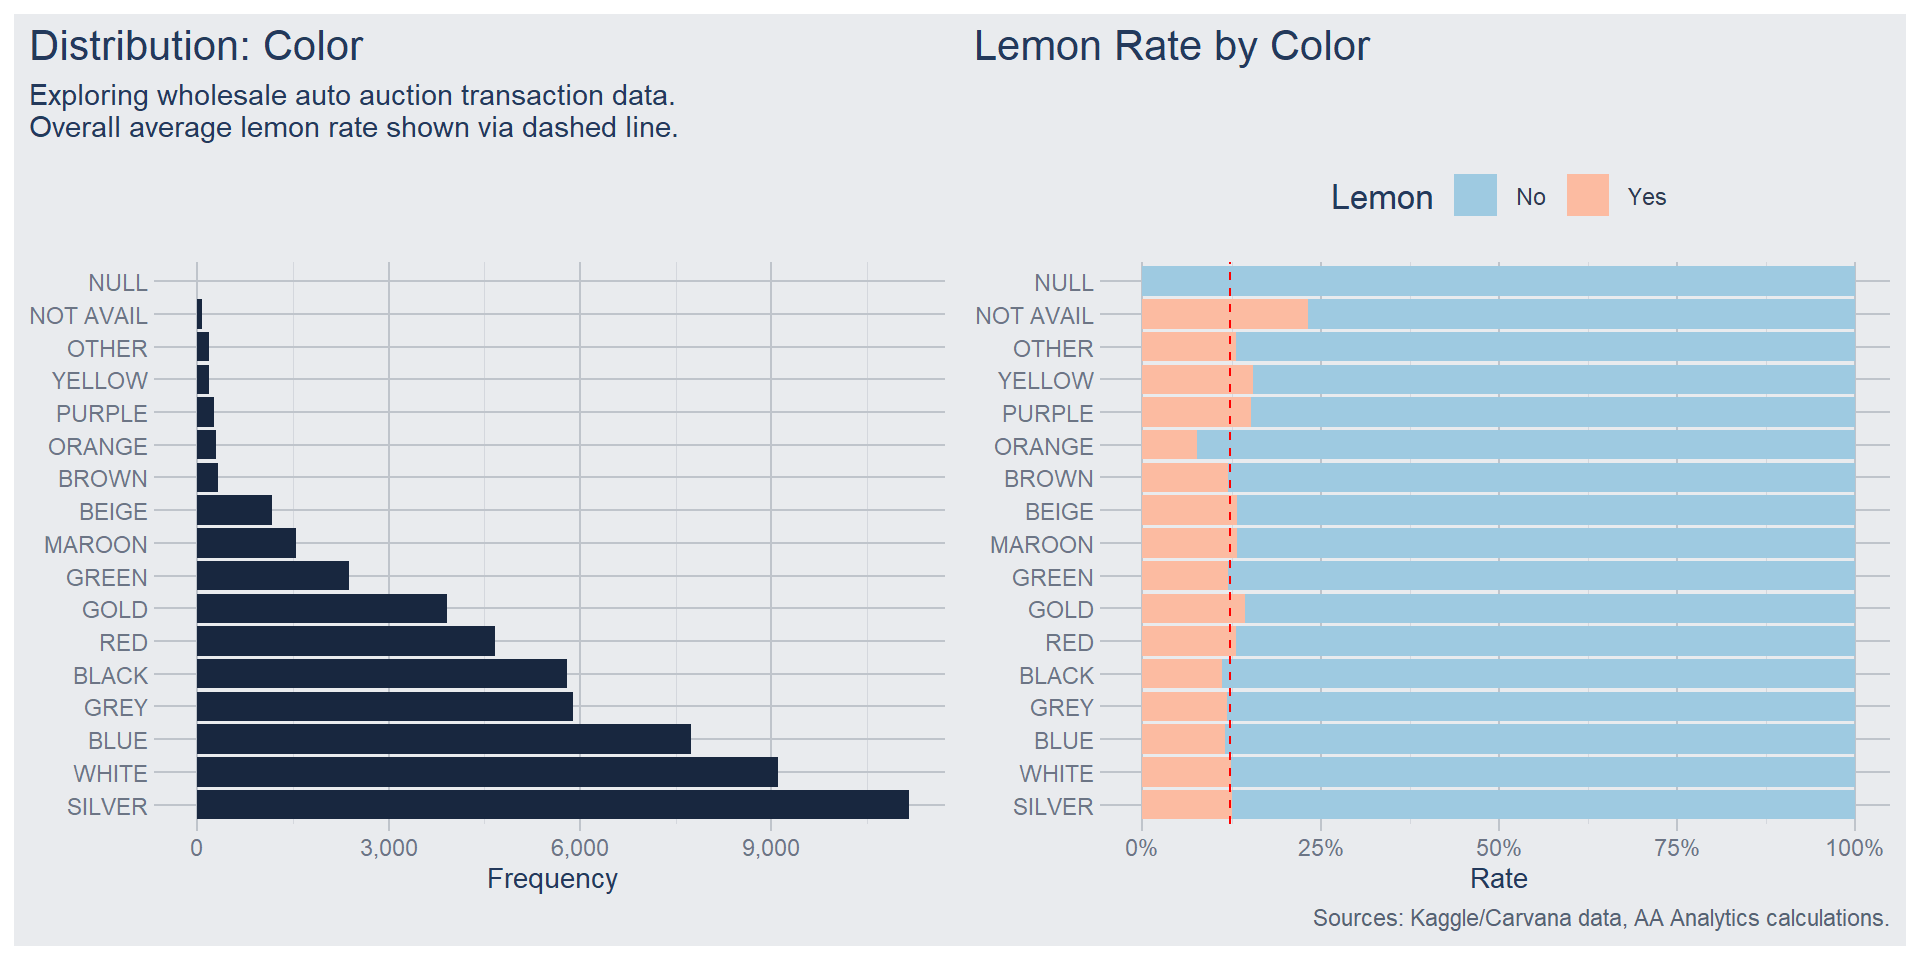 Distribution: Color
Exploring wholesale auto auction transaction data.
Overall average lemon rate shown via dashed line.
NULL
NOT AVAIL
OTHER
YELLOW
PURPLE
ORANGE
BROWN
BEIGE
MAROON
GREEN
GOLD
RED
BLACK
GREY
BLUE
WHITE
SILVER
0 3,000 6,000 9,000
Frequency
Lemon Rate by Color
Lemon No Yes
NULL
NOT AVAIL
OTHER
YELLOW
PURPLE
ORANGE
BROWN
BEIGE
MAROON
GREEN
GOLD
RED
BLACK
GREY
BLUE
WHITE
SILVER
0% 25% 50% 75% 100%
Rate
Sources: Kaggle/Carvana data, AA Analytics calculations.